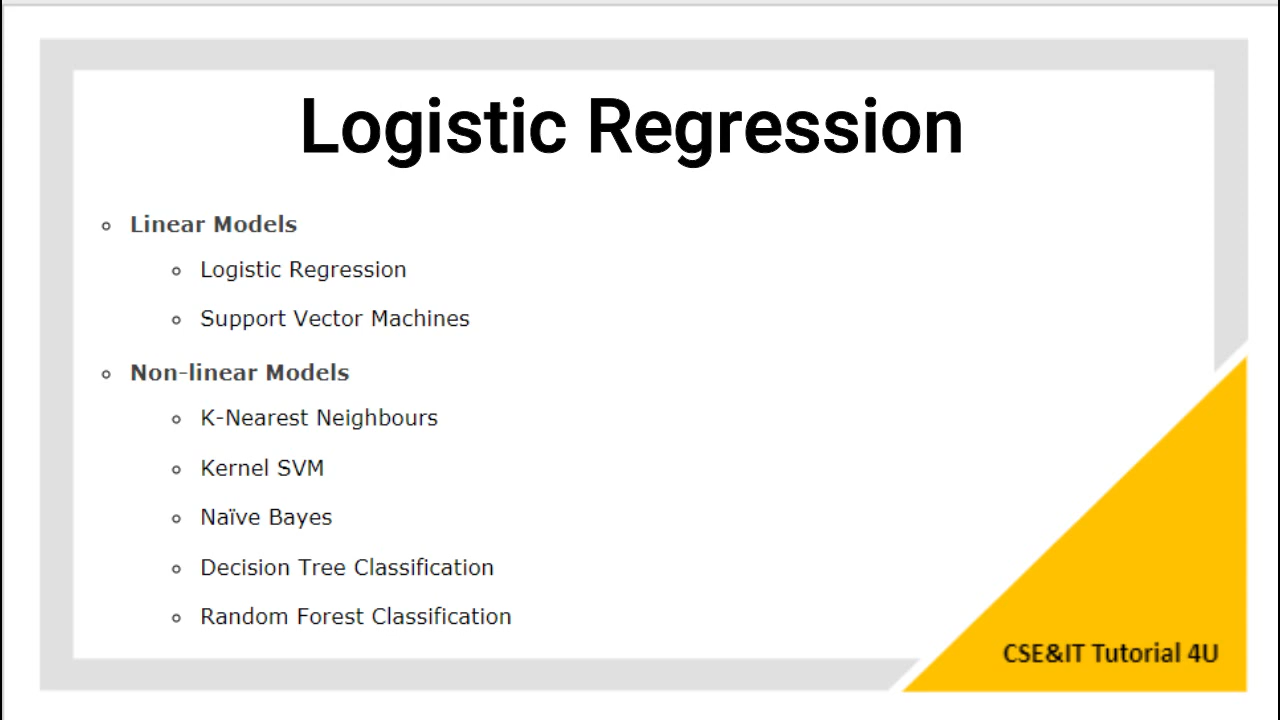 Logistic Regression
Linear Models
Logistic Regression
Support Vector Machines
Non-linear Models
K-Nearest Neighbours
Kernel SVM
Naïve Bayes
Decision Tree Classification
Random Forest Classification
CSE&IT Tutorial 4U